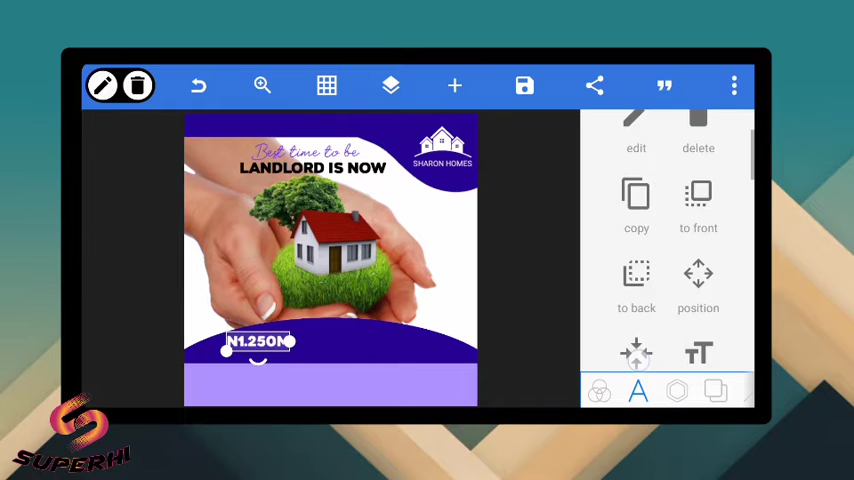 Best time to be
LANDLORD IS NOW
SHARON HOMES
N1.250M
edit
delete
copy
to front
to back
position
A
TT
SUPERHI